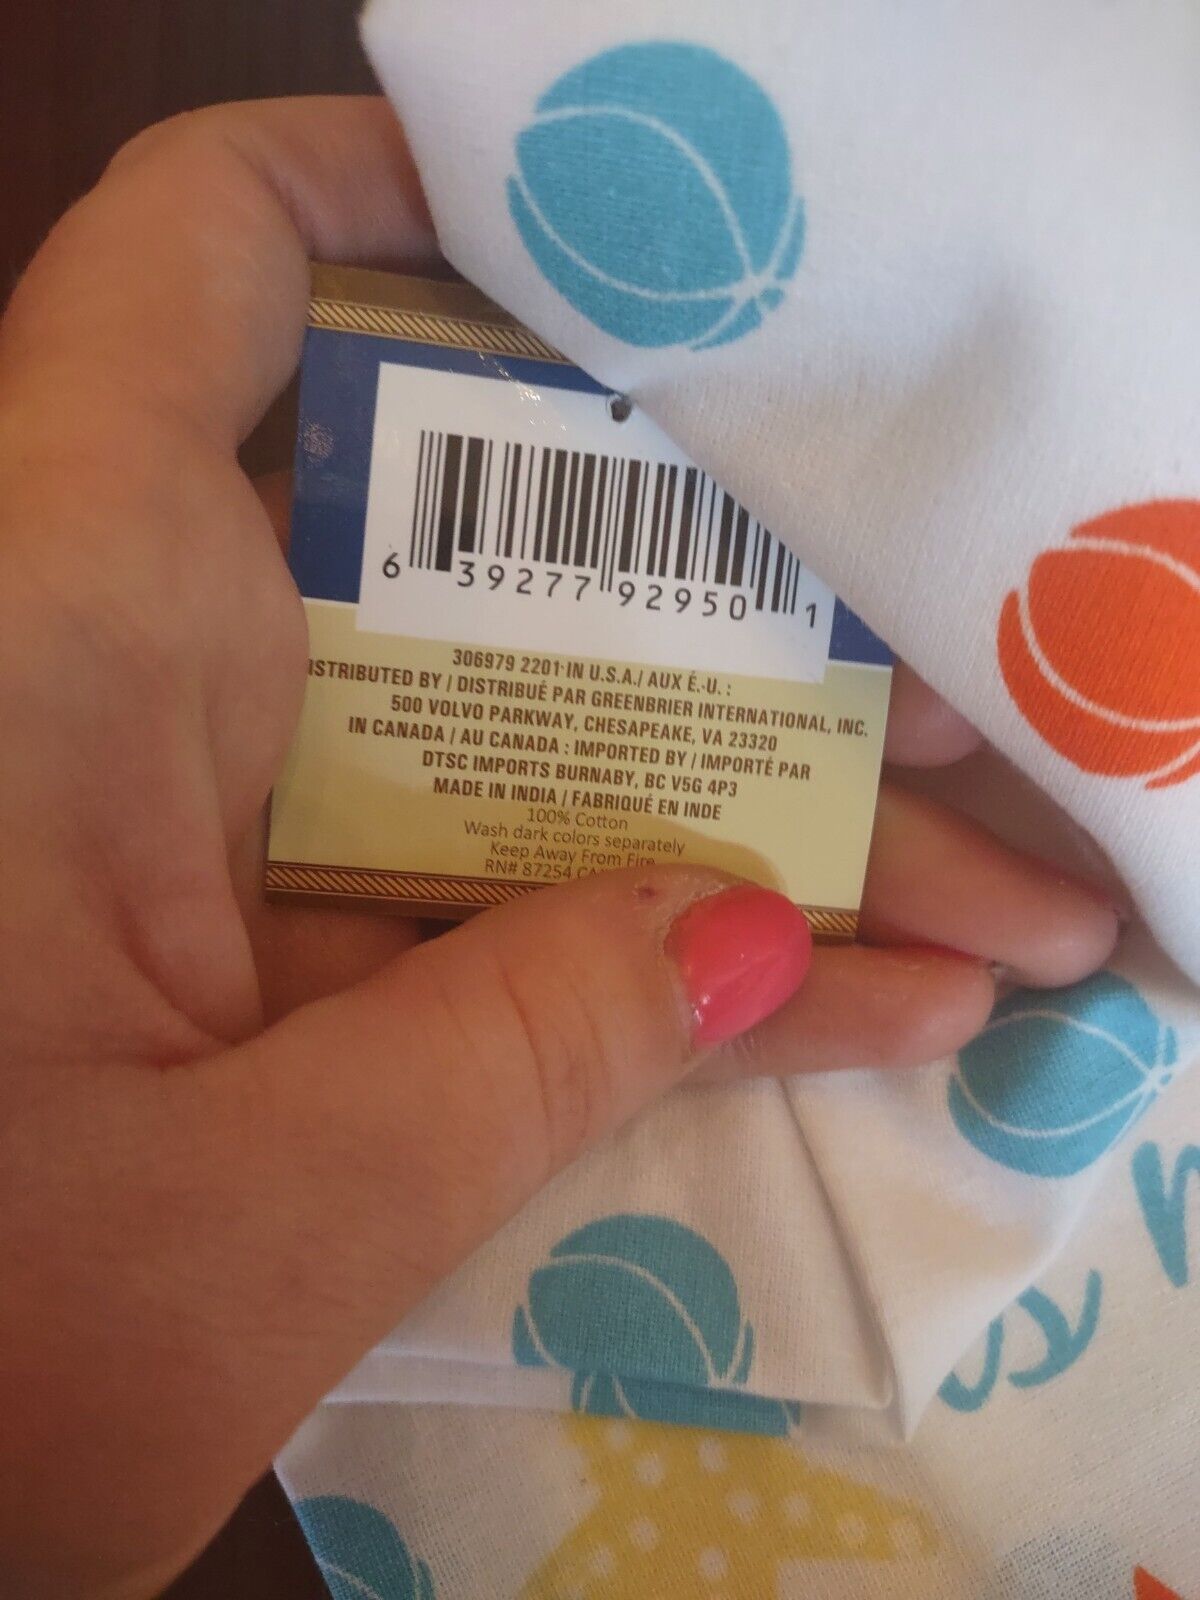 6 39277 92950 1
306979 2201 IN U.S.A./ AUX É.-U. :
ISTRIBUTED BY / DISTRIBUÉ PAR GREENBRIER INTERNATIONAL, INC.
500 VOLVO PARKWAY, CHESAPEAKE, VA 23320
IN CANADA / AU CANADA : IMPORTED BY / IMPORTÉ PAR
DTSC IMPORTS BURNABY, BC V5G 4P3
MADE IN INDIA / FABRIQUÉ EN INDE
100% Cotton
Wash dark colors separately
Keep Away From Fire
RN# 87254